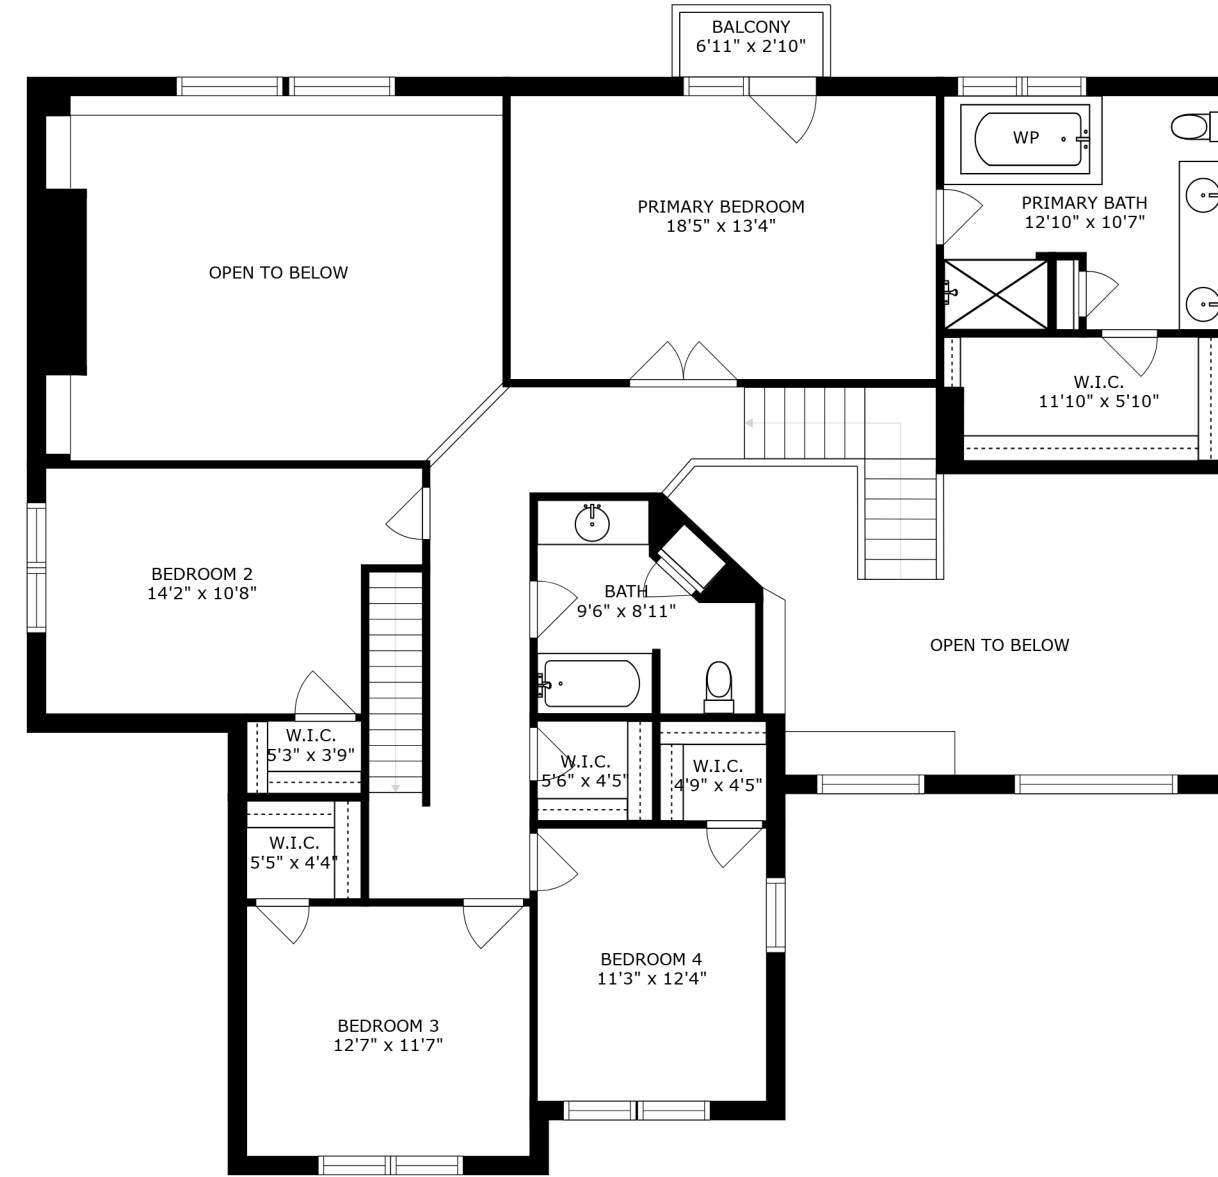 BALCONY
6'11" x 2'10"
WP
PRIMARY BEDROOM
18'5" x 13'4"
PRIMARY BATH
12'10" x 10'7"
OPEN TO BELOW
W.I.C.
11'10" x 5'10"
BEDROOM 2
14'2" x 10'8"
BATH
9'6" x 8'11"
OPEN TO BELOW
W.I.C.
5'3" x 3'9"
W.I.C.
5'6" x 4'5"
W.I.C.
4'9" x 4'5"
W.I.C.
5'5" x 4'4"
BEDROOM 4
11'3" x 12'4"
BEDROOM 3
12'7" x 11'7"